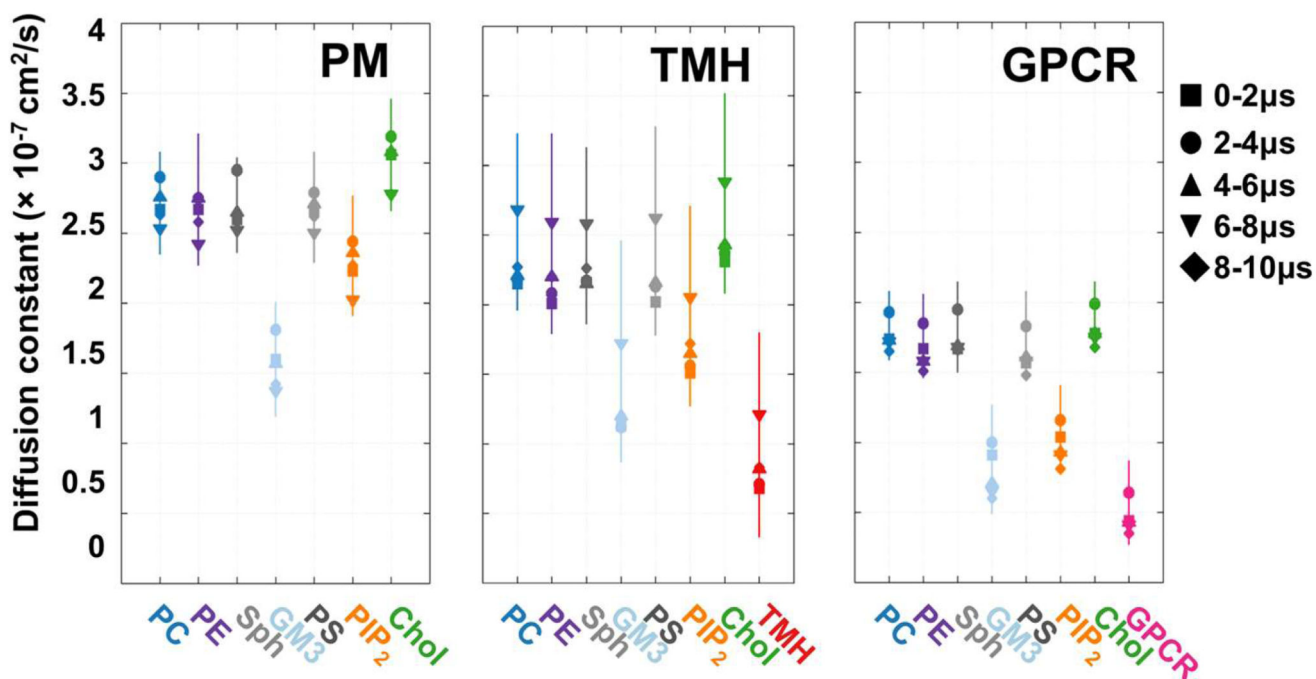 Diffusion constant (× 10⁻⁷ cm²/s)
4
3.5
3
2.5
2
1.5
1
0.5
0
PM
PC
PE
Sph
GM3
PS
PIP₂
Chol
TMH
PC
PE
Sph
GM3
PS
PIP₂
Chol
TMH
GPCR
PC
PE
Sph
GM3
PS
PIP₂
Chol
GPCR
0-2µs
2-4µs
4-6µs
6-8µs
8-10µs